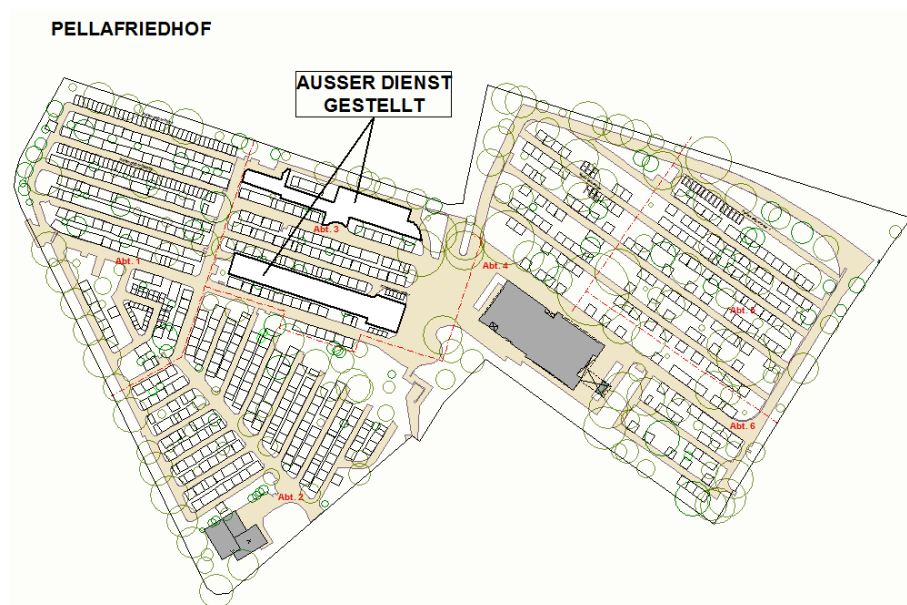 PELLAFRIEDHOF
AUSSER DIENST
GESTELLT
Abt. 3
Abt. 1
Abt. 4
Abt. 5
Abt. 6
Abt. 2